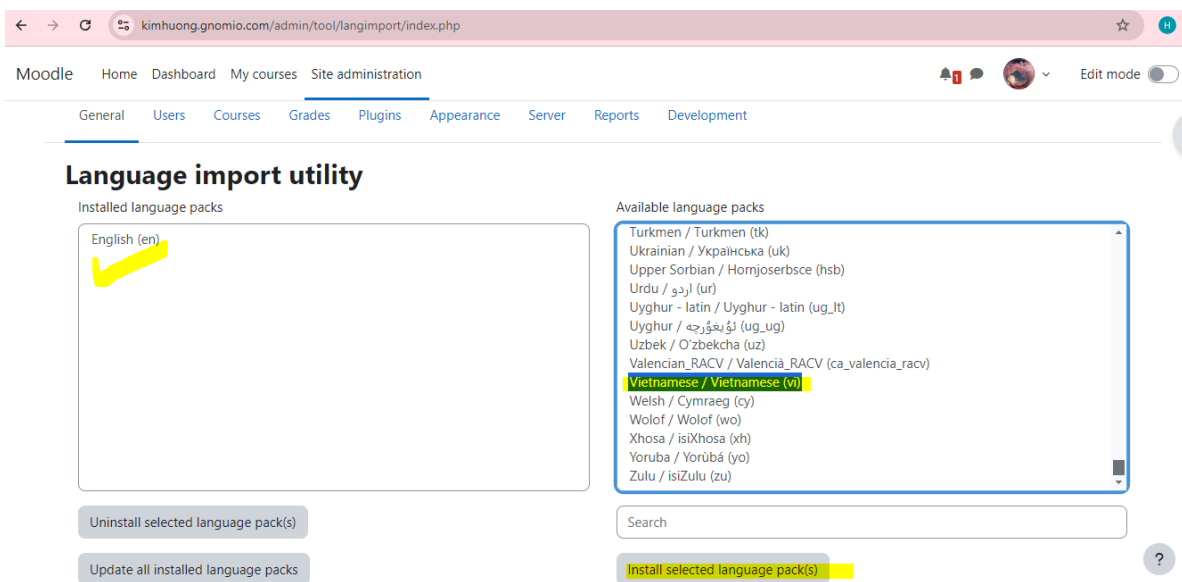 kimhuong.gnomio.com/admin/tool/langimport/index.php
H
Moodle Home Dashboard My courses Site administration 1 Edit mode
General Users Courses Grades Plugins Appearance Server Reports Development
Language import utility
Installed language packs
English (en)
Uninstall selected language pack(s)
Update all installed language packs
Available language packs
Turkmen / Turkmen (tk)
Ukrainian / Українська (uk)
Upper Sorbian / Hornjoserbsce (hsb)
Urdu / اردو (ur)
Uyghur - latin / Uyghur - latin (ug_lt)
Uyghur / ئۇيغۇرچە (ug_ug)
Uzbek / O'zbekcha (uz)
Valencian_RACV / Valencià_RACV (ca_valencia_racv)
Vietnamese / Vietnamese (vi)
Welsh / Cymraeg (cy)
Wolof / Wolof (wo)
Xhosa / isiXhosa (xh)
Yoruba / Yorùbá (yo)
Zulu / isiZulu (zu)
Search
Install selected language pack(s)
?